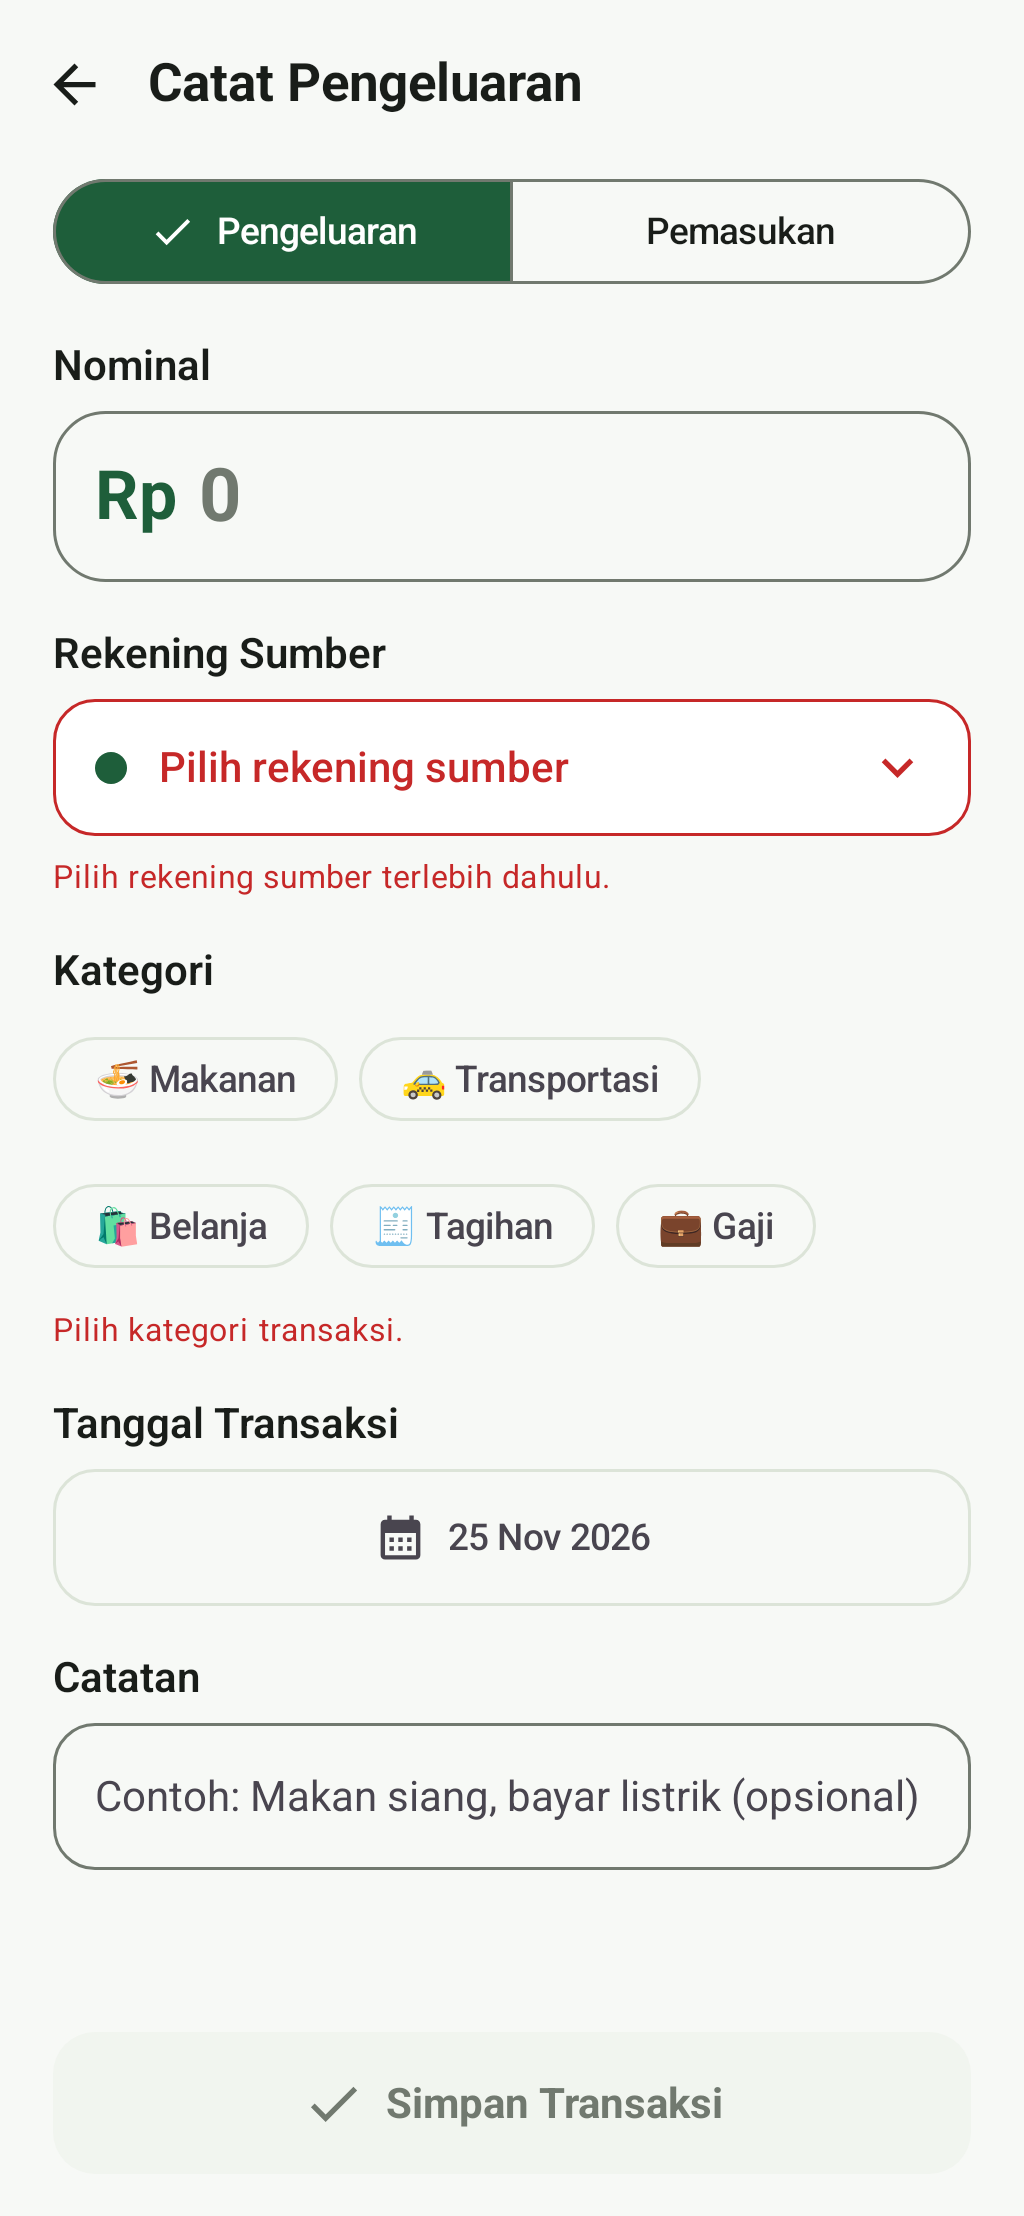 Catat Pengeluaran
Pengeluaran Pemasukan
Nominal
Rp 0
Rekening Sumber
Pilih rekening sumber
Pilih rekening sumber terlebih dahulu.
Kategori
Makanan Transportasi
Belanja Tagihan Gaji
Pilih kategori transaksi.
Tanggal Transaksi
25 Nov 2026
Catatan
Contoh: Makan siang, bayar listrik (opsional)
Simpan Transaksi